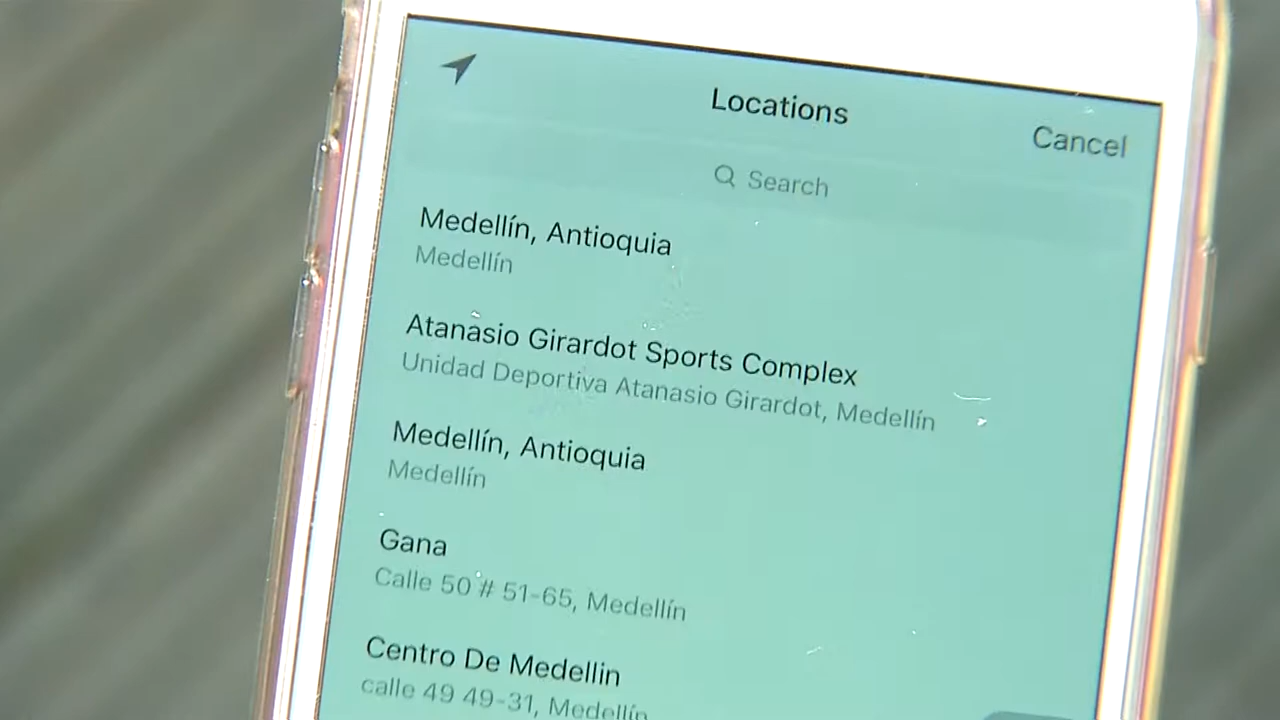 Locations
Cancel
Search
Medellín, Antioquia
Medellín
Atanasio Girardot Sports Complex
Unidad Deportiva Atanasio Girardot, Medellín
Medellín, Antioquia
Medellín
Gana
Calle 50 # 51-65, Medellín
Centro De Medellin
calle 49 49-31, Medellín